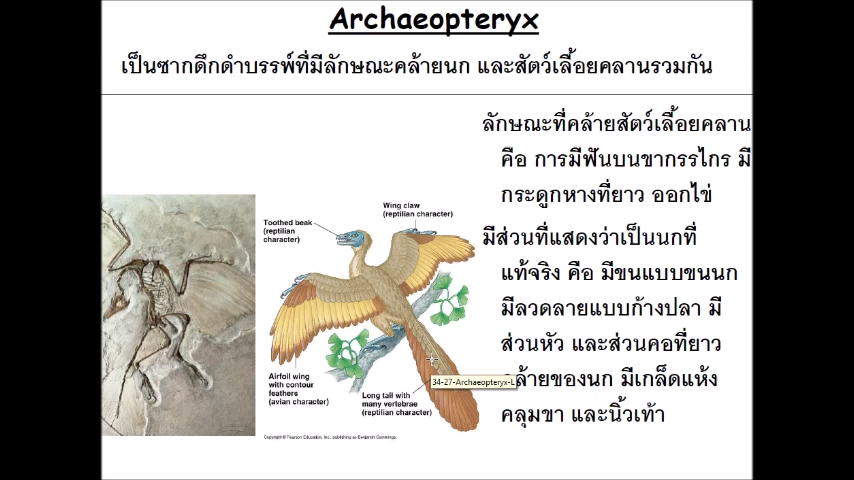 Archaeopteryx
เป็นซากดึกดำบรรพ์ที่มีลักษณะคล้ายนก และสัตว์เลื้อยคลานรวมกัน
ลักษณะที่คล้ายสัตว์เลื้อยคลาน
คือ การมีฟันบนขากรรไกร มี
กระดูกหางที่ยาว ออกไข่
มีส่วนที่แสดงว่าเป็นนกที่
แท้จริง คือ มีขนแบบขนนก
มีลวดลายแบบก้างปลา มี
ส่วนหัว และส่วนคอที่ยาว
คล้ายของนก มีเกล็ดแห้ง
คลุมขา และนิ้วเท้า
Toothed beak
(reptilian
character)
Wing claw
(reptilian character)
Airfoil wing
with contour
feathers
(avian character)
Long tail with
many vertebrae
(reptilian character)
34-27-Archaeopteryx-L
Copyright © Pearson Education, Inc., publishing as Benjamin Cummings.